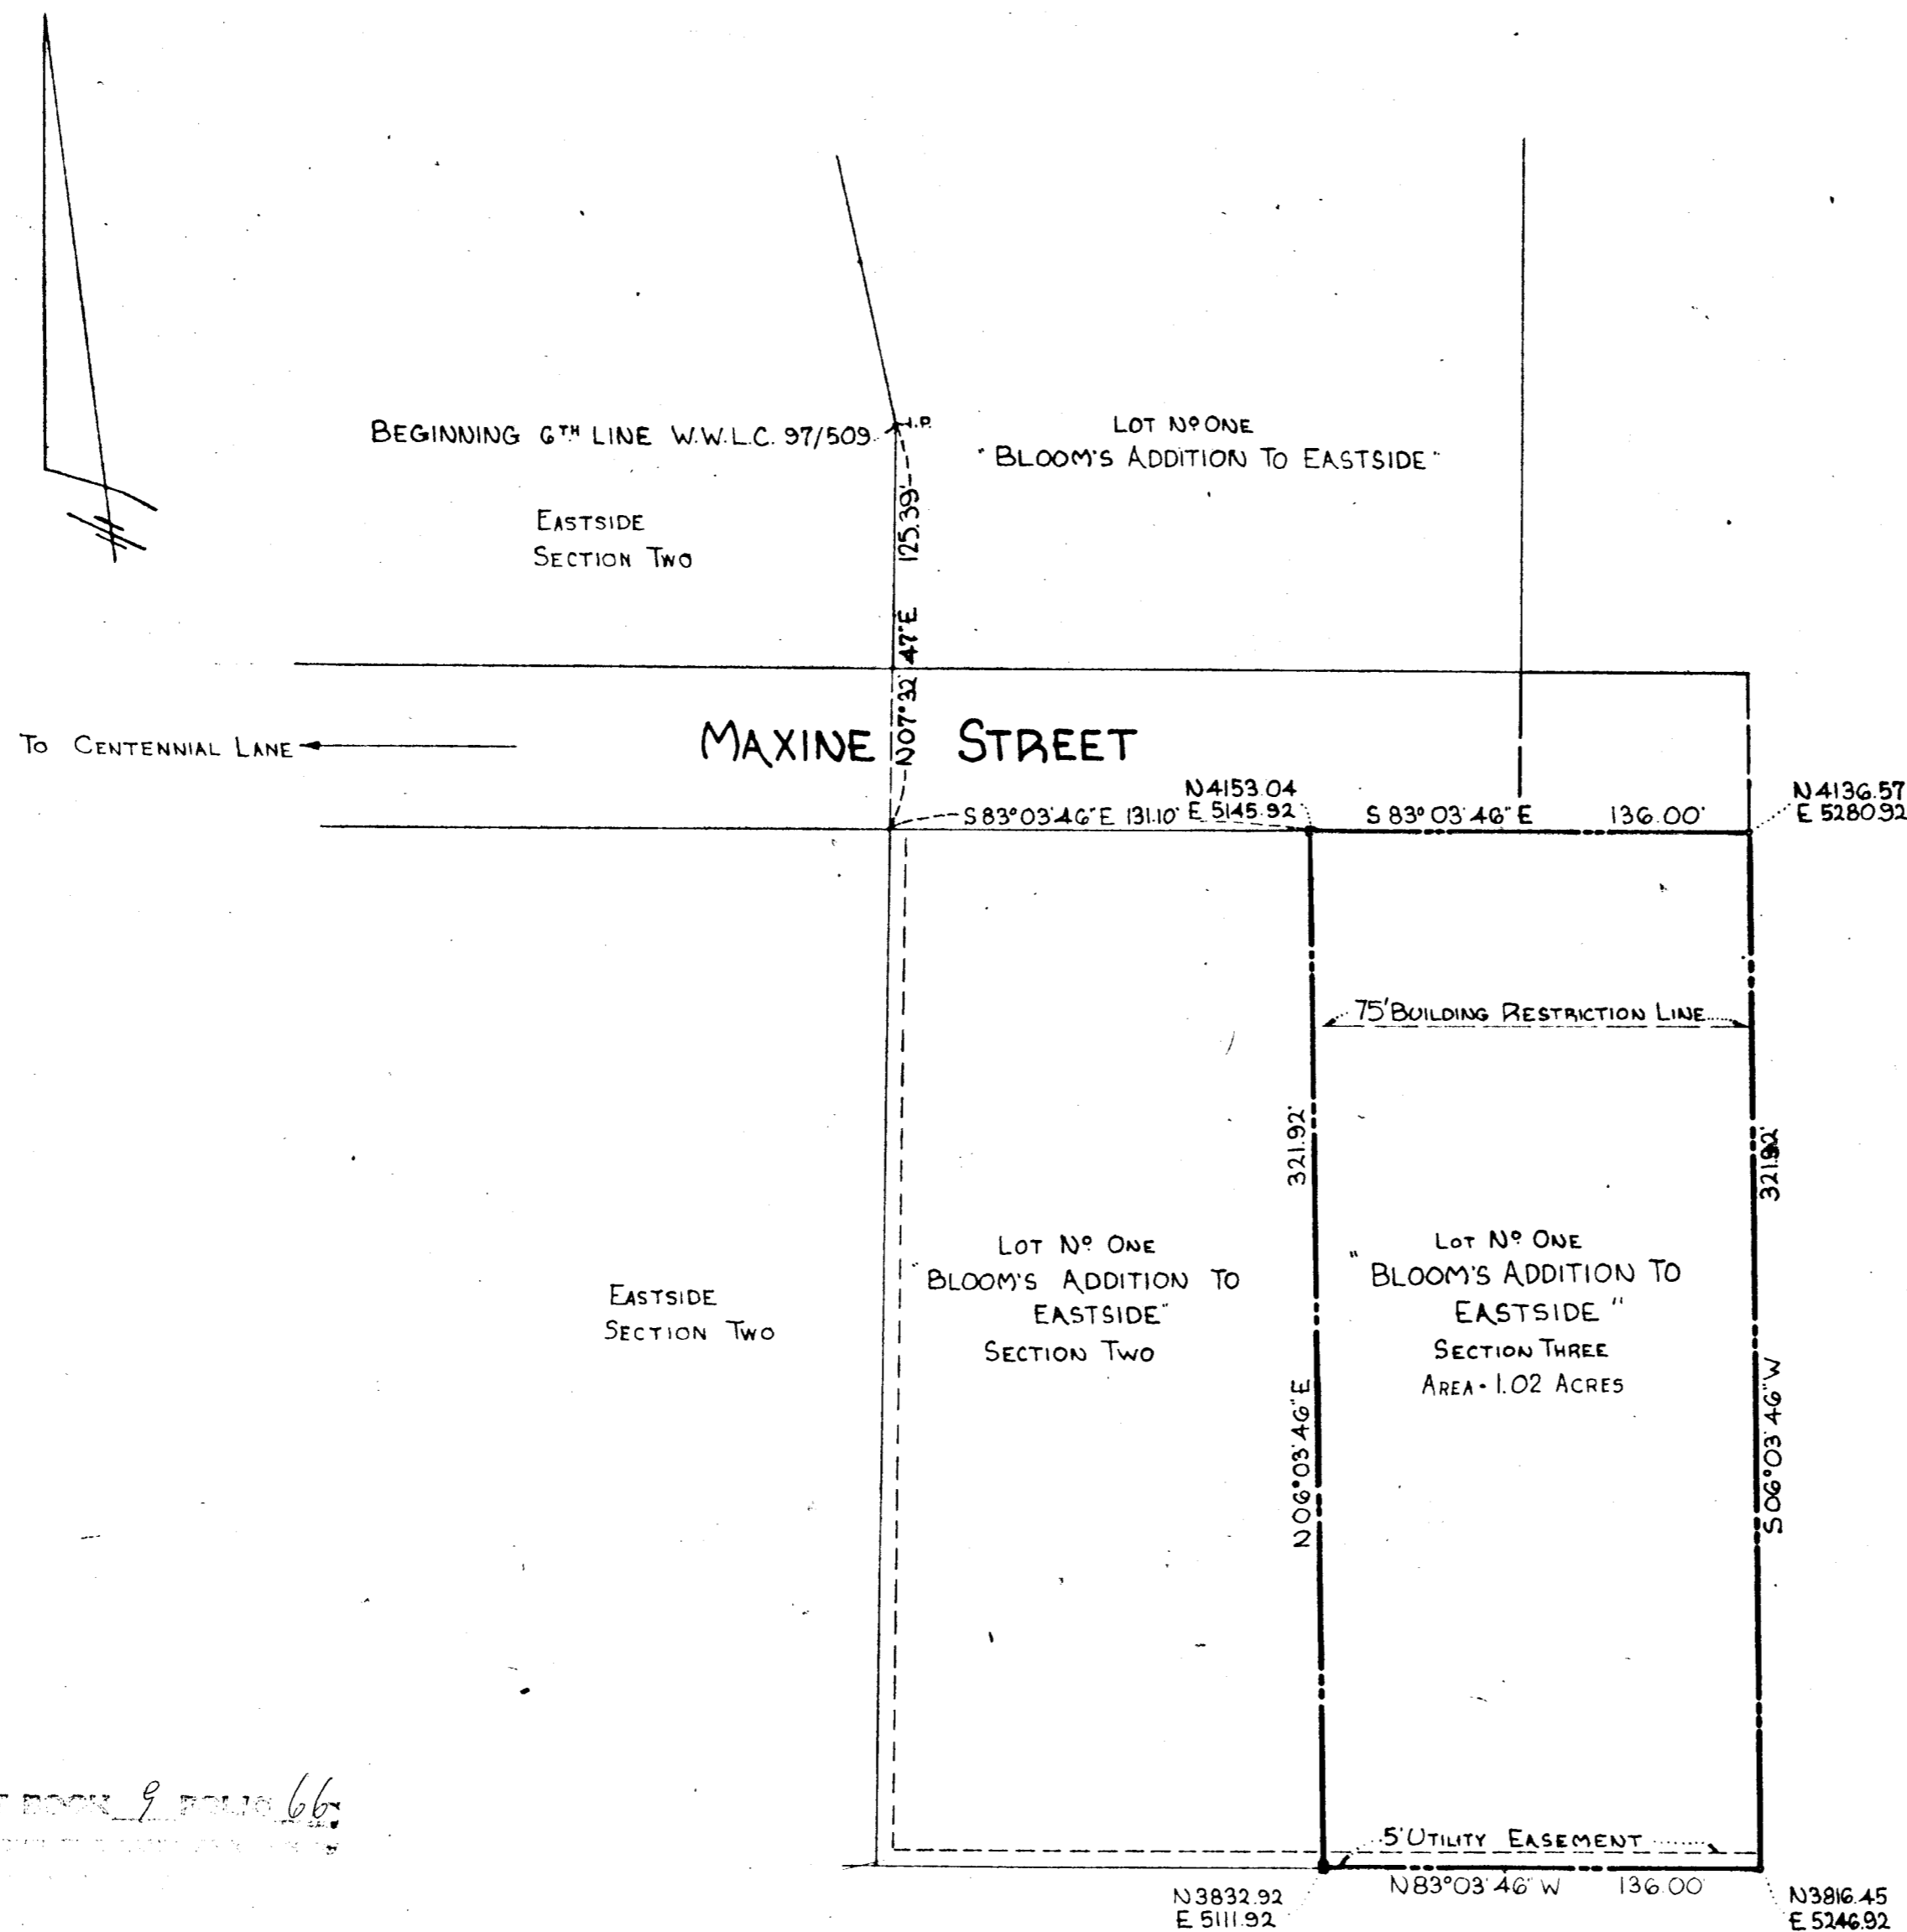 BEGINNING 6TH LINE W.W.L.C. 97/509
I.P.
LOT Nº ONE
"BLOOM'S ADDITION TO EASTSIDE"
EASTSIDE
SECTION TWO
N07°32'47"E 125.39'
TO CENTENNIAL LANE
MAXINE STREET
N4153.04
E 5145.92
N4136.57
E 5280.92
S83°03'46"E 131.10'
S 83° 03' 46" E 136.00'
75' BUILDING RESTRICTION LINE
321.92'
321.92'
N06°03'46"E
S06°03'46"W
EASTSIDE
SECTION TWO
LOT Nº ONE
"BLOOM'S ADDITION TO
EASTSIDE"
SECTION TWO
LOT Nº ONE
"BLOOM'S ADDITION TO
EASTSIDE"
SECTION THREE
AREA - 1.02 ACRES
BOOK 9 FOLIO 66
5' UTILITY EASEMENT
N83°03'46" W 136.00'
N3832.92
E 5111.92
N3816.45
E 5246.92